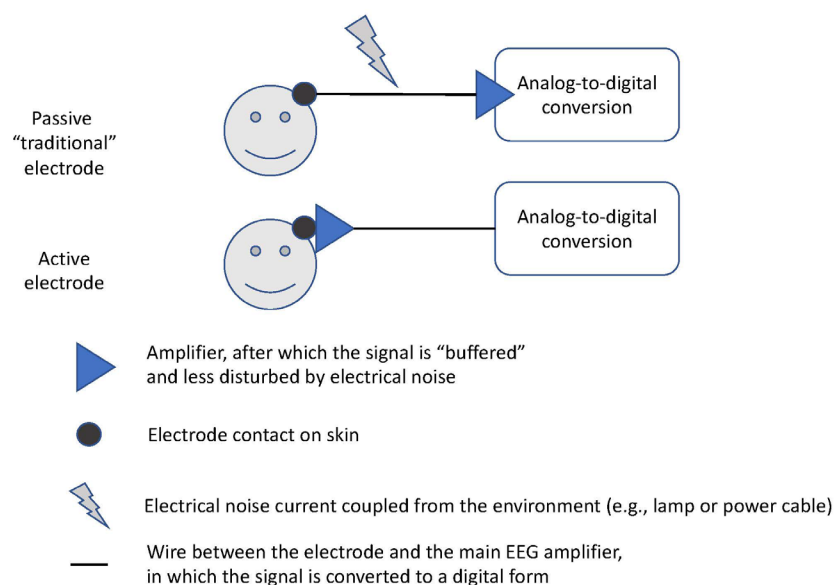 Passive
“traditional”
electrode
Analog-to-digital
conversion
Active
electrode
Analog-to-digital
conversion
Amplifier, after which the signal is “buffered”
and less disturbed by electrical noise
Electrode contact on skin
Electrical noise current coupled from the environment (e.g., lamp or power cable)
Wire between the electrode and the main EEG amplifier,
in which the signal is converted to a digital form